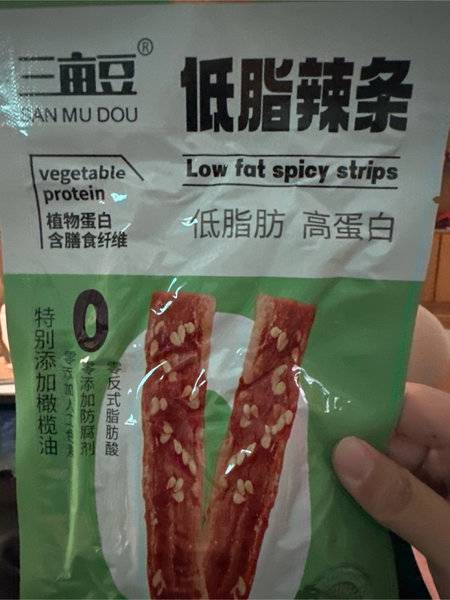 三亩豆®
SAN MU DOU
低脂辣条
Low fat spicy strips
vegetable
protein
植物蛋白
含膳食纤维
低脂肪 高蛋白
特别添加橄榄油
0
零添加防腐剂
零反式脂肪酸